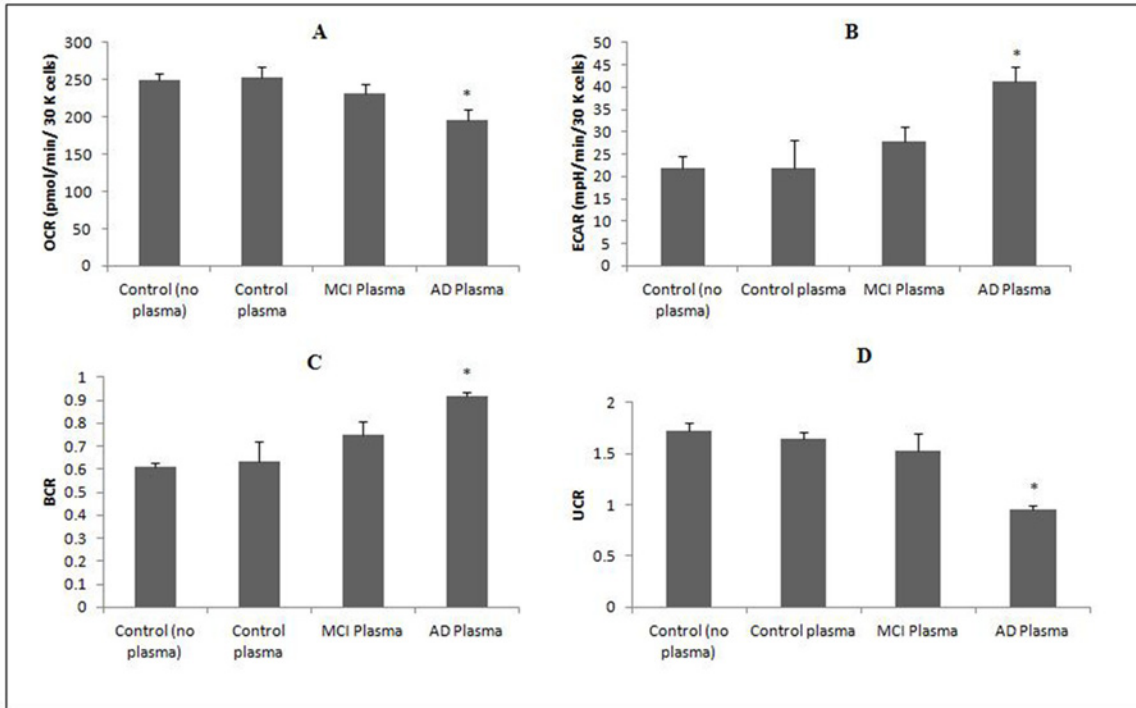 A
OCR (pmol/min/ 30 K cells)
300
250
200
150
100
50
0
*
Control (no
plasma)
Control
plasma
MCI Plasma
AD Plasma
B
ECAR (mpH/min/30 K cells)
50
45
40
35
30
25
20
15
10
5
0
*
Control (no
plasma)
Control plasma
MCI Plasma
AD Plasma
C
BCR
1
0.9
0.8
0.7
0.6
0.5
0.4
0.3
0.2
0.1
0
*
Control (no
plasma)
Control
plasma
MCI Plasma
AD Plasma
D
UCR
2
1.5
1
0.5
0
*
Control (no
plasma)
Control plasma
MCI Plasma
AD Plasma